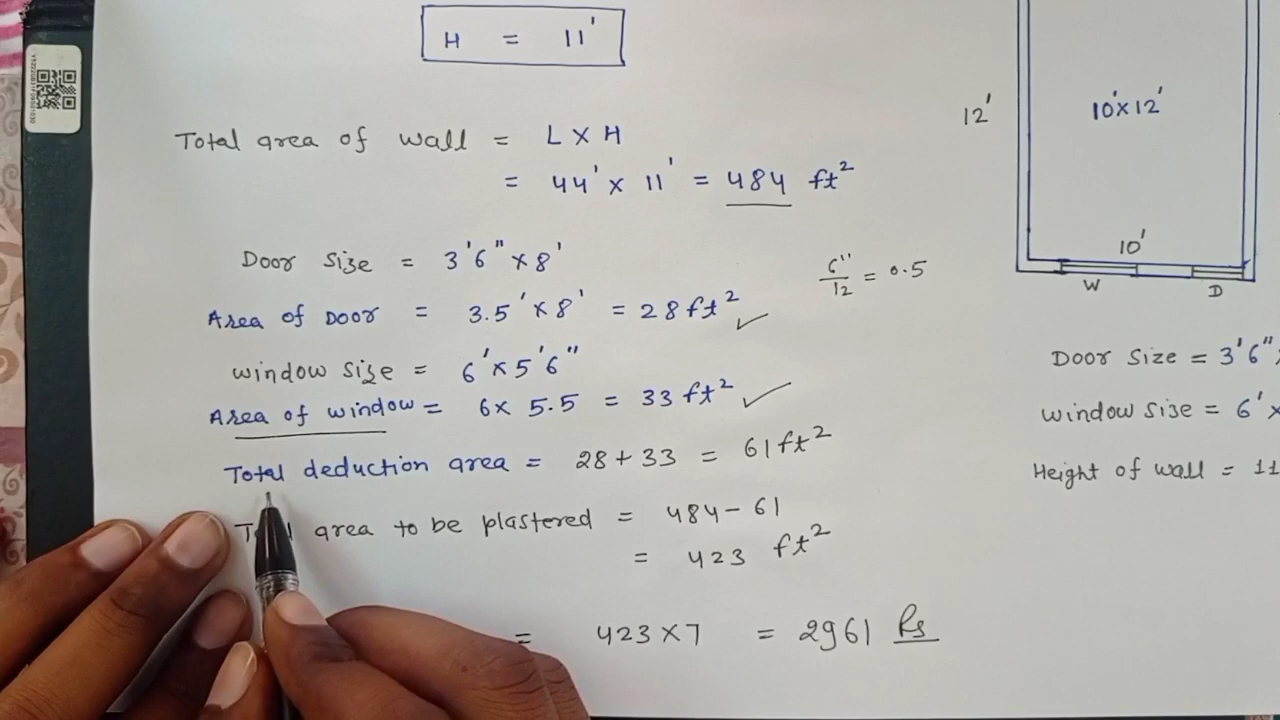 H = 11'
Total area of wall = L X H
= 44' X 11' = 484 ft²
Door Size = 3'6" X 8'
6"/12 = 0.5
Area of Door = 3.5' X 8' = 28 ft²
window size = 6' X 5'6"
Area of window = 6 X 5.5 = 33 ft²
Total deduction area = 28 + 33 = 61 ft²
area to be plastered = 484 - 61
= 423 ft²
= 423 X 7 = 2961 Rs
12'
10' X 12'
10'
W D
Door Size = 3'6"
window Size = 6' X
Height of wall = 11